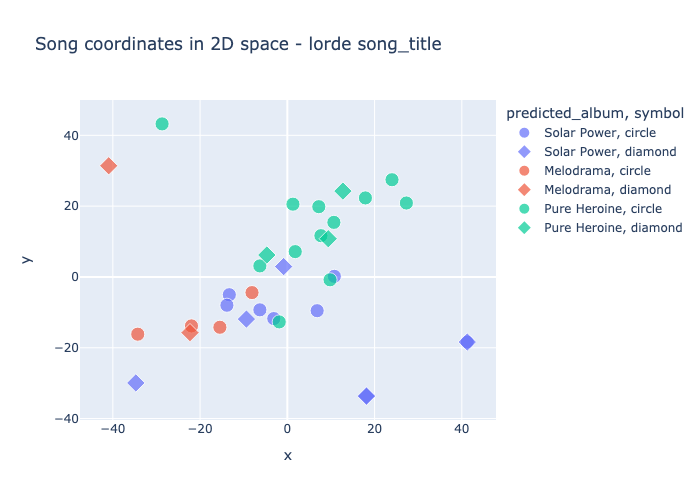 Song coordinates in 2D space - lorde song_title
predicted_album, symbol
Solar Power, circle
Solar Power, diamond
Melodrama, circle
Melodrama, diamond
Pure Heroine, circle
Pure Heroine, diamond
40
20
0
−20
−40
y
−40
−20
0
20
40
x